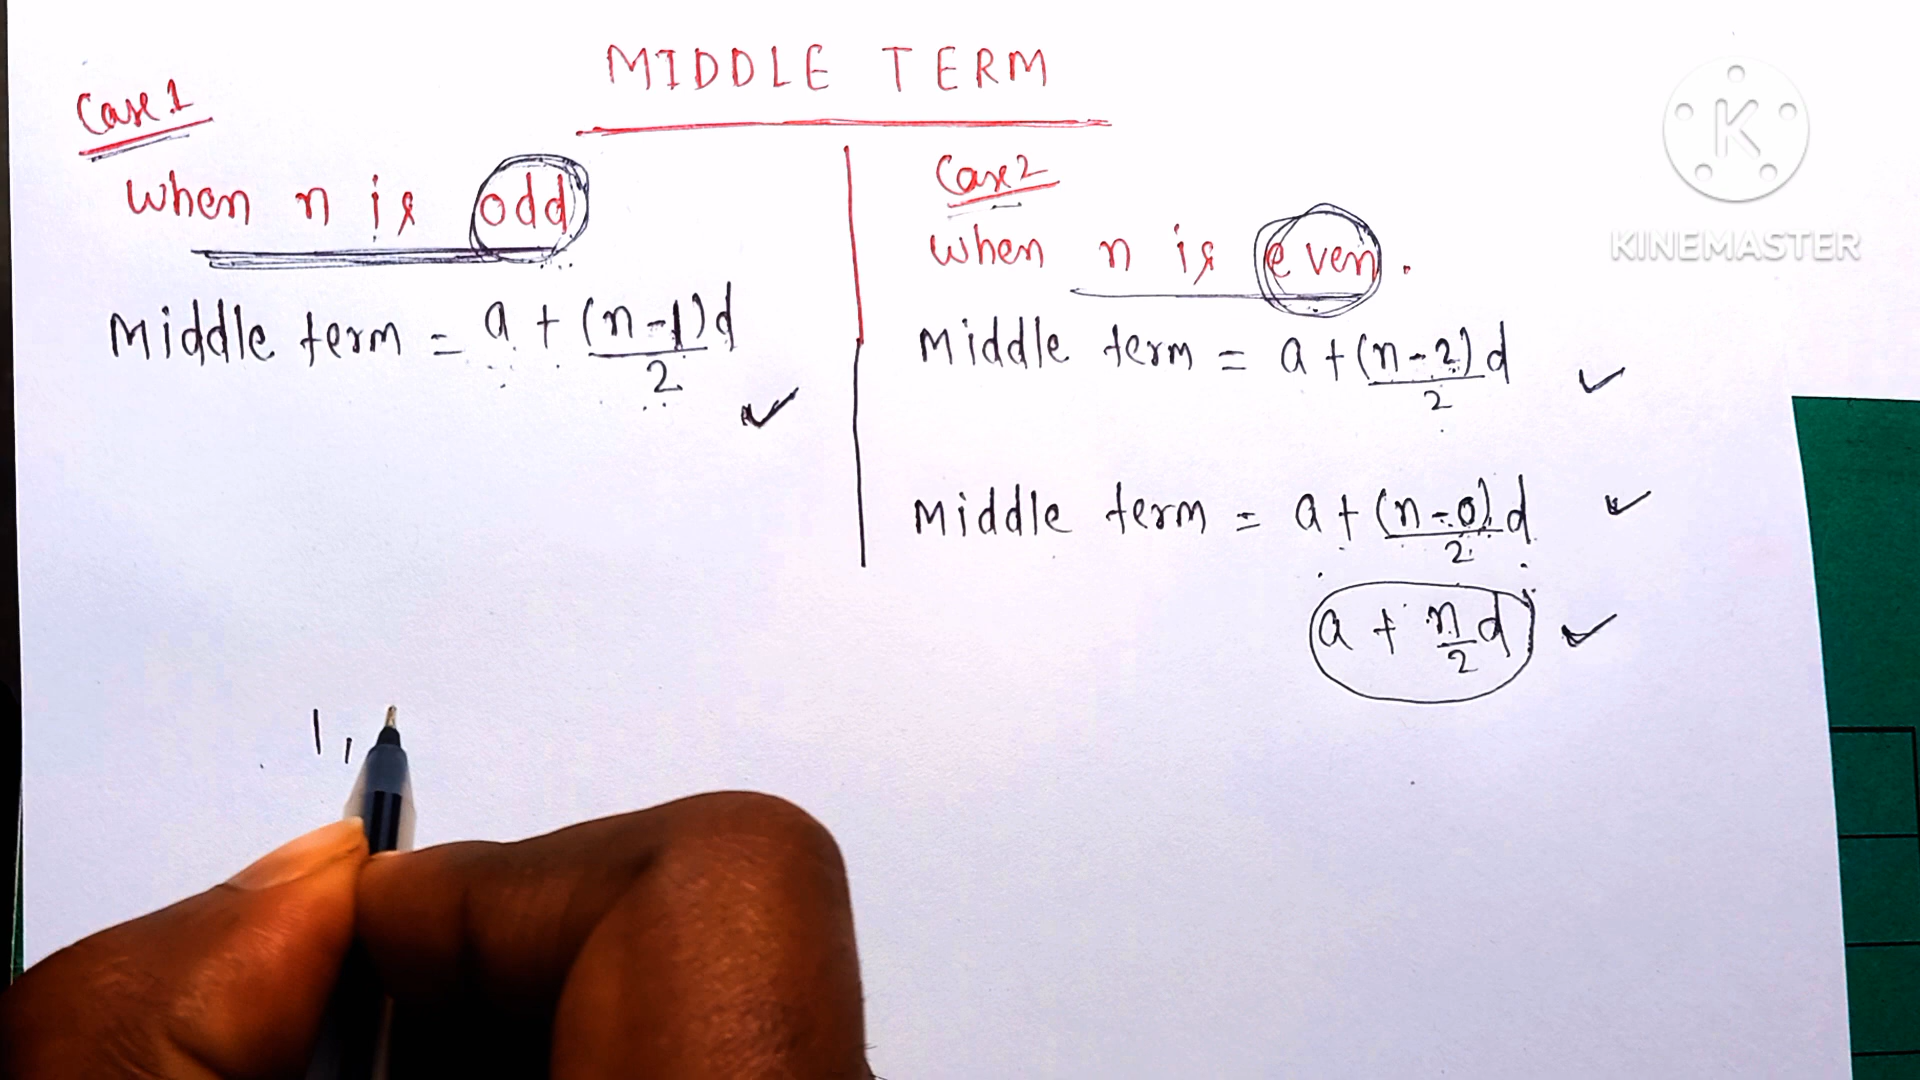 MIDDLE TERM
Case 1
When n is odd
Middle term = a + (n-1)d/2
Case 2
When n is even.
Middle term = a + (n-2)d/2
Middle term = a + (n-0)d/2
a + n/2 d
1,
K
KINEMASTER